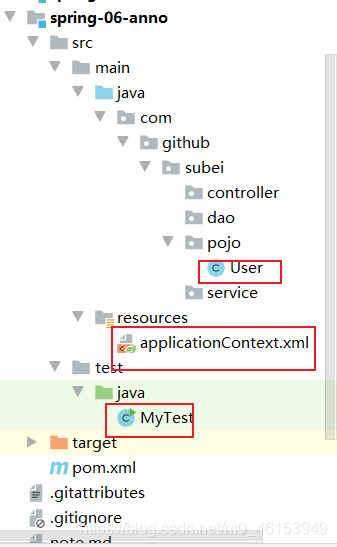 spring-06-anno
src
main
java
com
github
subei
controller
dao
pojo
User
service
resources
applicationContext.xml
test
java
MyTest
target
pom.xml
.gitattributes
.gitignore
https://blog.csdn.net/m0_46153949
note.md